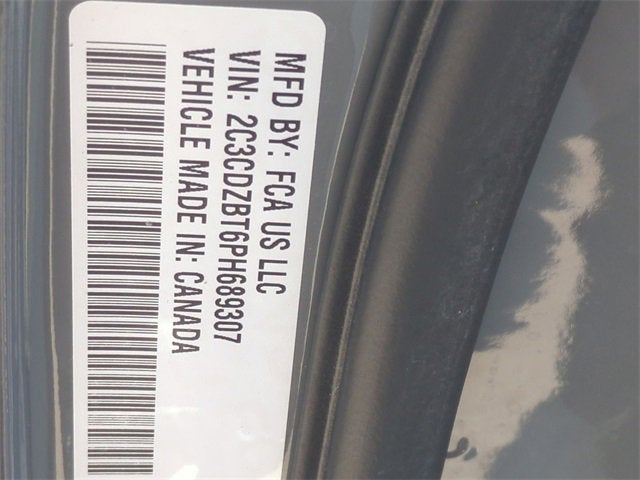 MFD BY: FCA US LLC
VIN: 2C3CDZBT6PH689307
VEHICLE MADE IN: CANADA